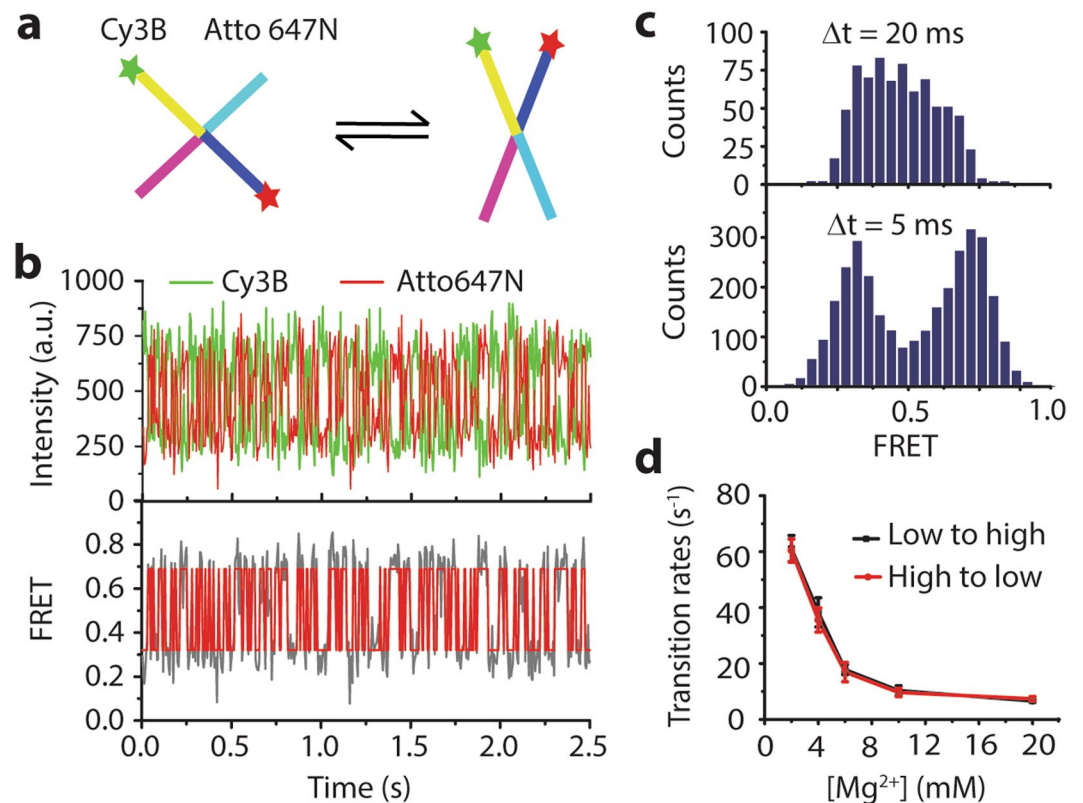 a
Cy3B Atto 647N
b
Cy3B Atto647N
Intensity (a.u.)
1000
750
500
250
0
FRET
0.8
0.6
0.4
0.2
0.0
0.0 0.5 1.0 1.5 2.0 2.5
Time (s)
c
Δt = 20 ms
Counts
100
75
50
25
0
Δt = 5 ms
Counts
300
200
100
0
0.0 0.5 1.0
FRET
d
Transition rates (s⁻¹)
80
60
40
20
0
Low to high
High to low
0 4 8 12 16 20
[Mg²⁺] (mM)